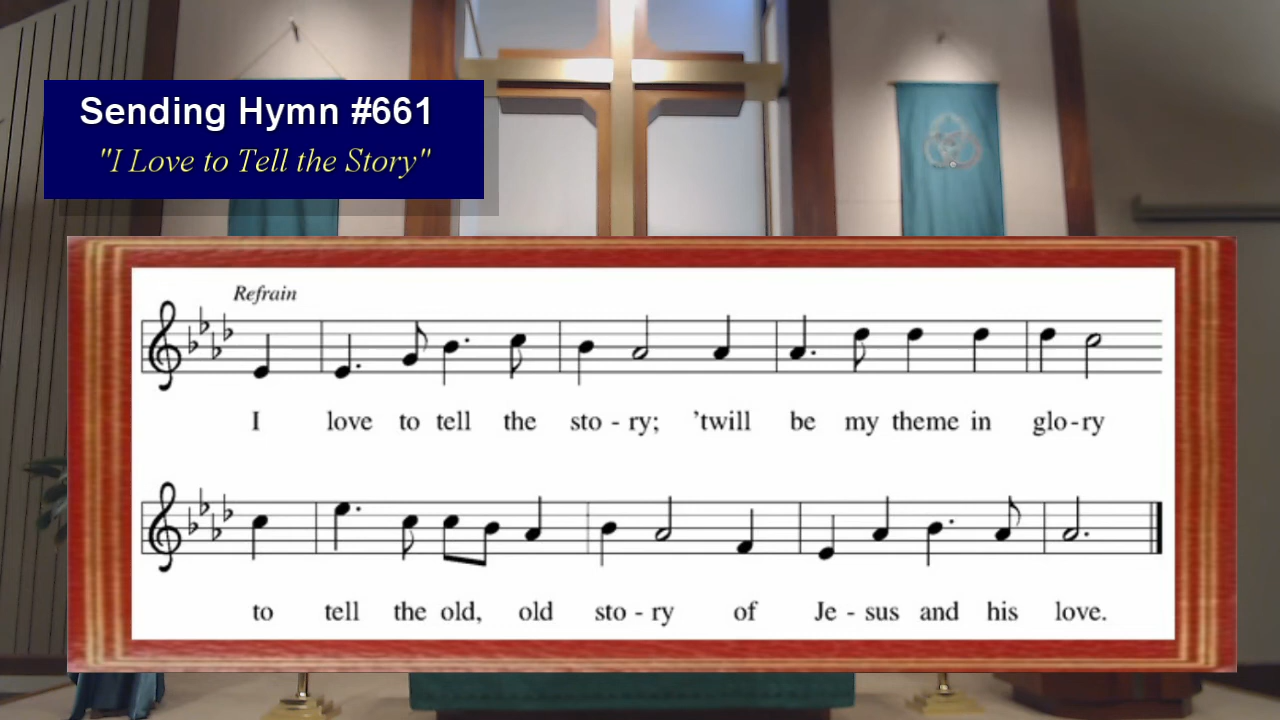 Sending Hymn #661
"I Love to Tell the Story"
Refrain
I love to tell the sto - ry; 'twill be my theme in glo - ry
to tell the old, old sto - ry of Je - sus and his love.